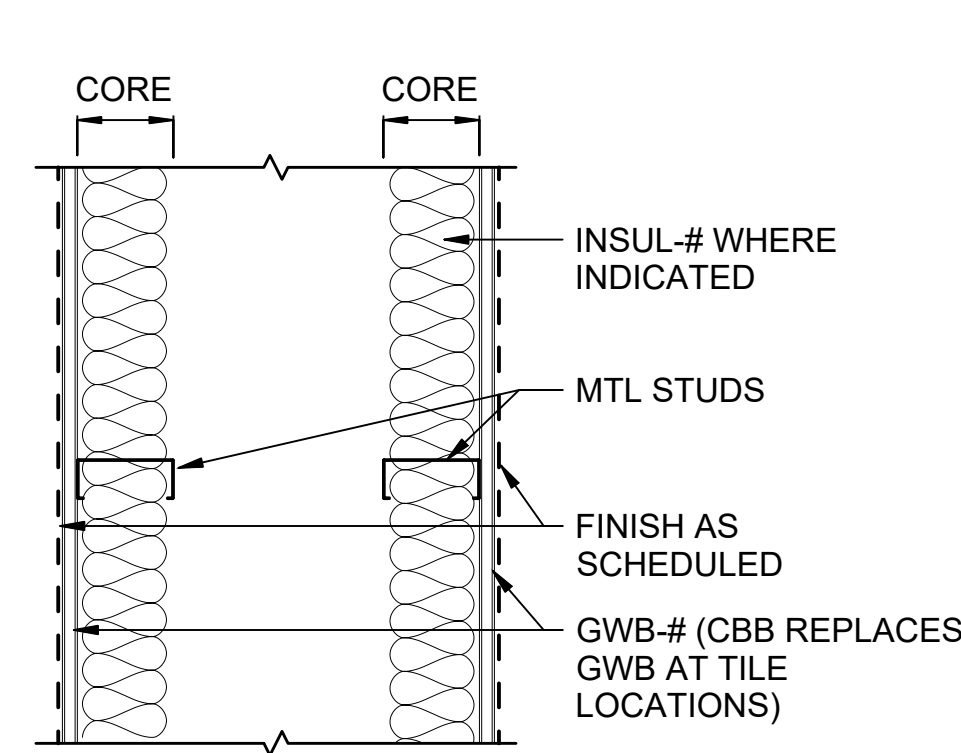 CORE CORE
INSUL-# WHERE
INDICATED
MTL STUDS
FINISH AS
SCHEDULED
GWB-# (CBB REPLACES
GWB AT TILE
LOCATIONS)